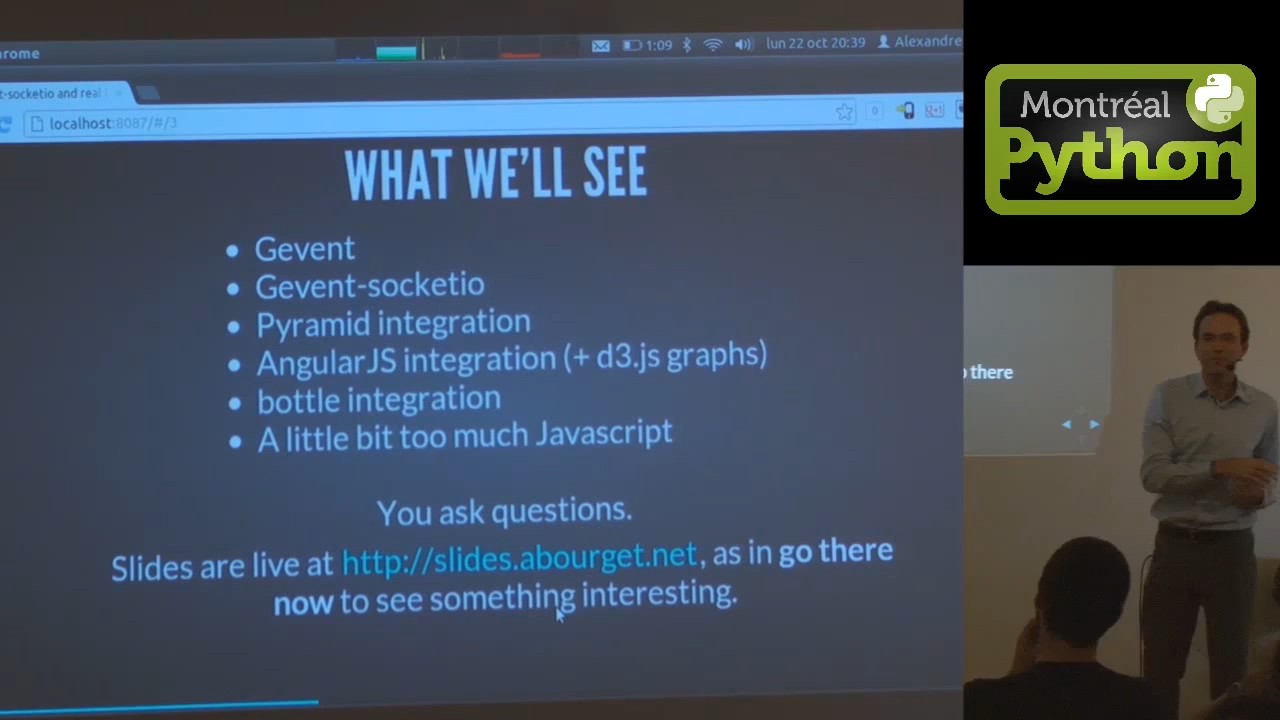 rome
1:09
lun 22 oct 20:39
Alexandre
t-socketio and real
localhost:8087/#/3
0
WHAT WE'LL SEE
• Gevent
• Gevent-socketio
• Pyramid integration
• AngularJS integration (+ d3.js graphs)
• bottle integration
• A little bit too much Javascript
You ask questions.
Slides are live at http://slides.abourget.net, as in go there
now to see something interesting.
Montréal
Python
there